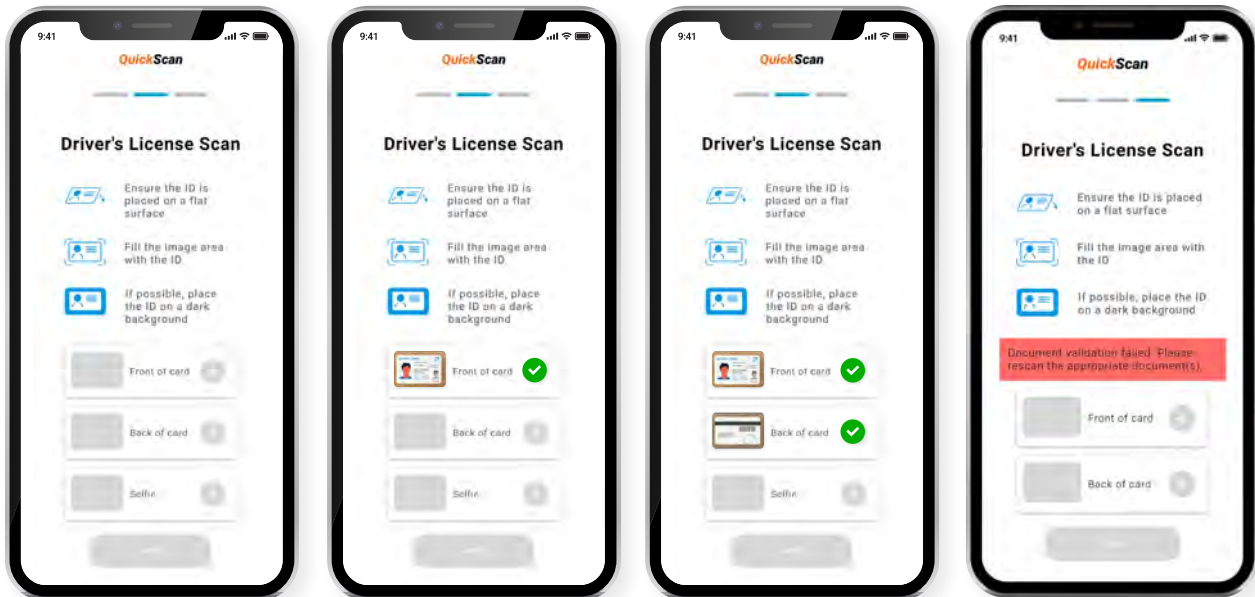 9:41
QuickScan
Driver's License Scan
Ensure the ID is
placed on a flat
surface
Fill the image area
with the ID
If possible, place
the ID on a dark
background
Front of card
Back of card
Selfie
9:41
QuickScan
Driver's License Scan
Ensure the ID is
placed on a flat
surface
Fill the image area
with the ID
If possible, place
the ID on a dark
background
Front of card
Back of card
Selfie
9:41
QuickScan
Driver's License Scan
Ensure the ID is
placed on a flat
surface
Fill the image area
with the ID
If possible, place
the ID on a dark
background
Front of card
Back of card
Selfie
9:41
QuickScan
Driver's License Scan
Ensure the ID is placed
on a flat surface
Fill the image area with
the ID
If possible, place the ID
on a dark background
Document validation failed. Please
rescan the appropriate document(s).
Front of card
Back of card